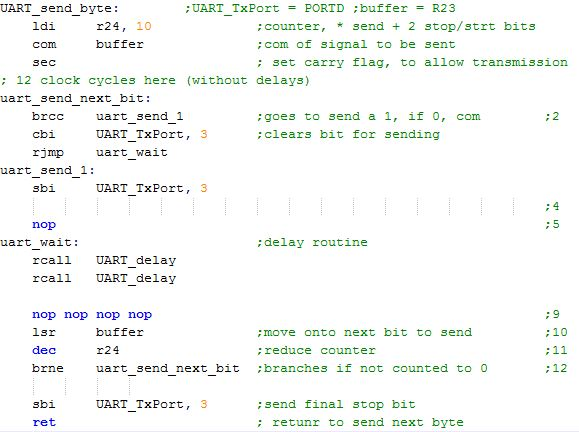 UART_send_byte: ;UART_TxPort = PORTD ;buffer = R23
ldi r24, 10 ;counter, * send + 2 stop/strt bits
com buffer ;com of signal to be sent
sec ; set carry flag, to allow transmission
; 12 clock cycles here (without delays)
uart_send_next_bit:
brcc uart_send_1 ;goes to send a 1, if 0, com ;2
cbi UART_TxPort, 3 ;clears bit for sending
rjmp uart_wait
uart_send_1:
sbi UART_TxPort, 3
;4
nop ;5
uart_wait: ;delay routine
rcall UART_delay
rcall UART_delay
nop nop nop nop ;9
lsr buffer ;move onto next bit to send ;10
dec r24 ;reduce counter ;11
brne uart_send_next_bit ;branches if not counted to 0 ;12
sbi UART_TxPort, 3 ;send final stop bit
ret ; retunr to send next byte